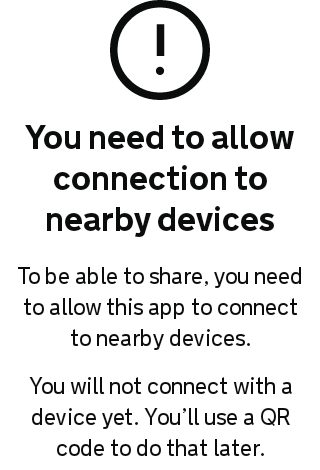 You need to allow
connection to
nearby devices
To be able to share, you need
to allow this app to connect
to nearby devices.
You will not connect with a
device yet. You’ll use a QR
code to do that later.